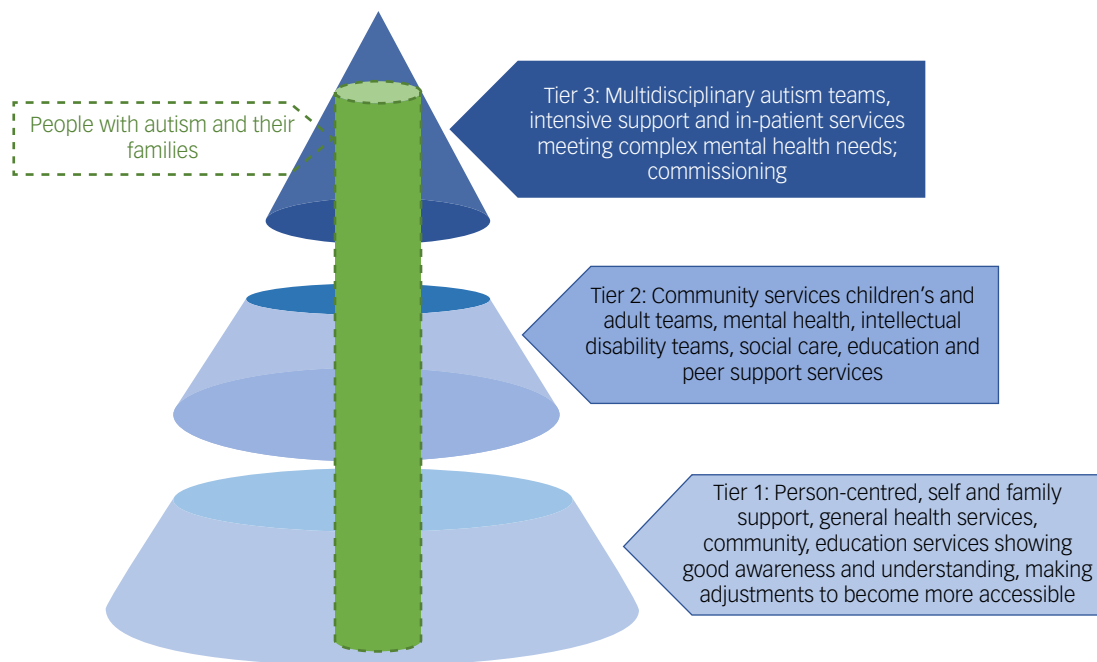 People with autism and their
families
Tier 3: Multidisciplinary autism teams,
intensive support and in-patient services
meeting complex mental health needs;
commissioning
Tier 2: Community services children’s and
adult teams, mental health, intellectual
disability teams, social care, education and
peer support services
Tier 1: Person-centred, self and family
support, general health services,
community, education services showing
good awareness and understanding, making
adjustments to become more accessible